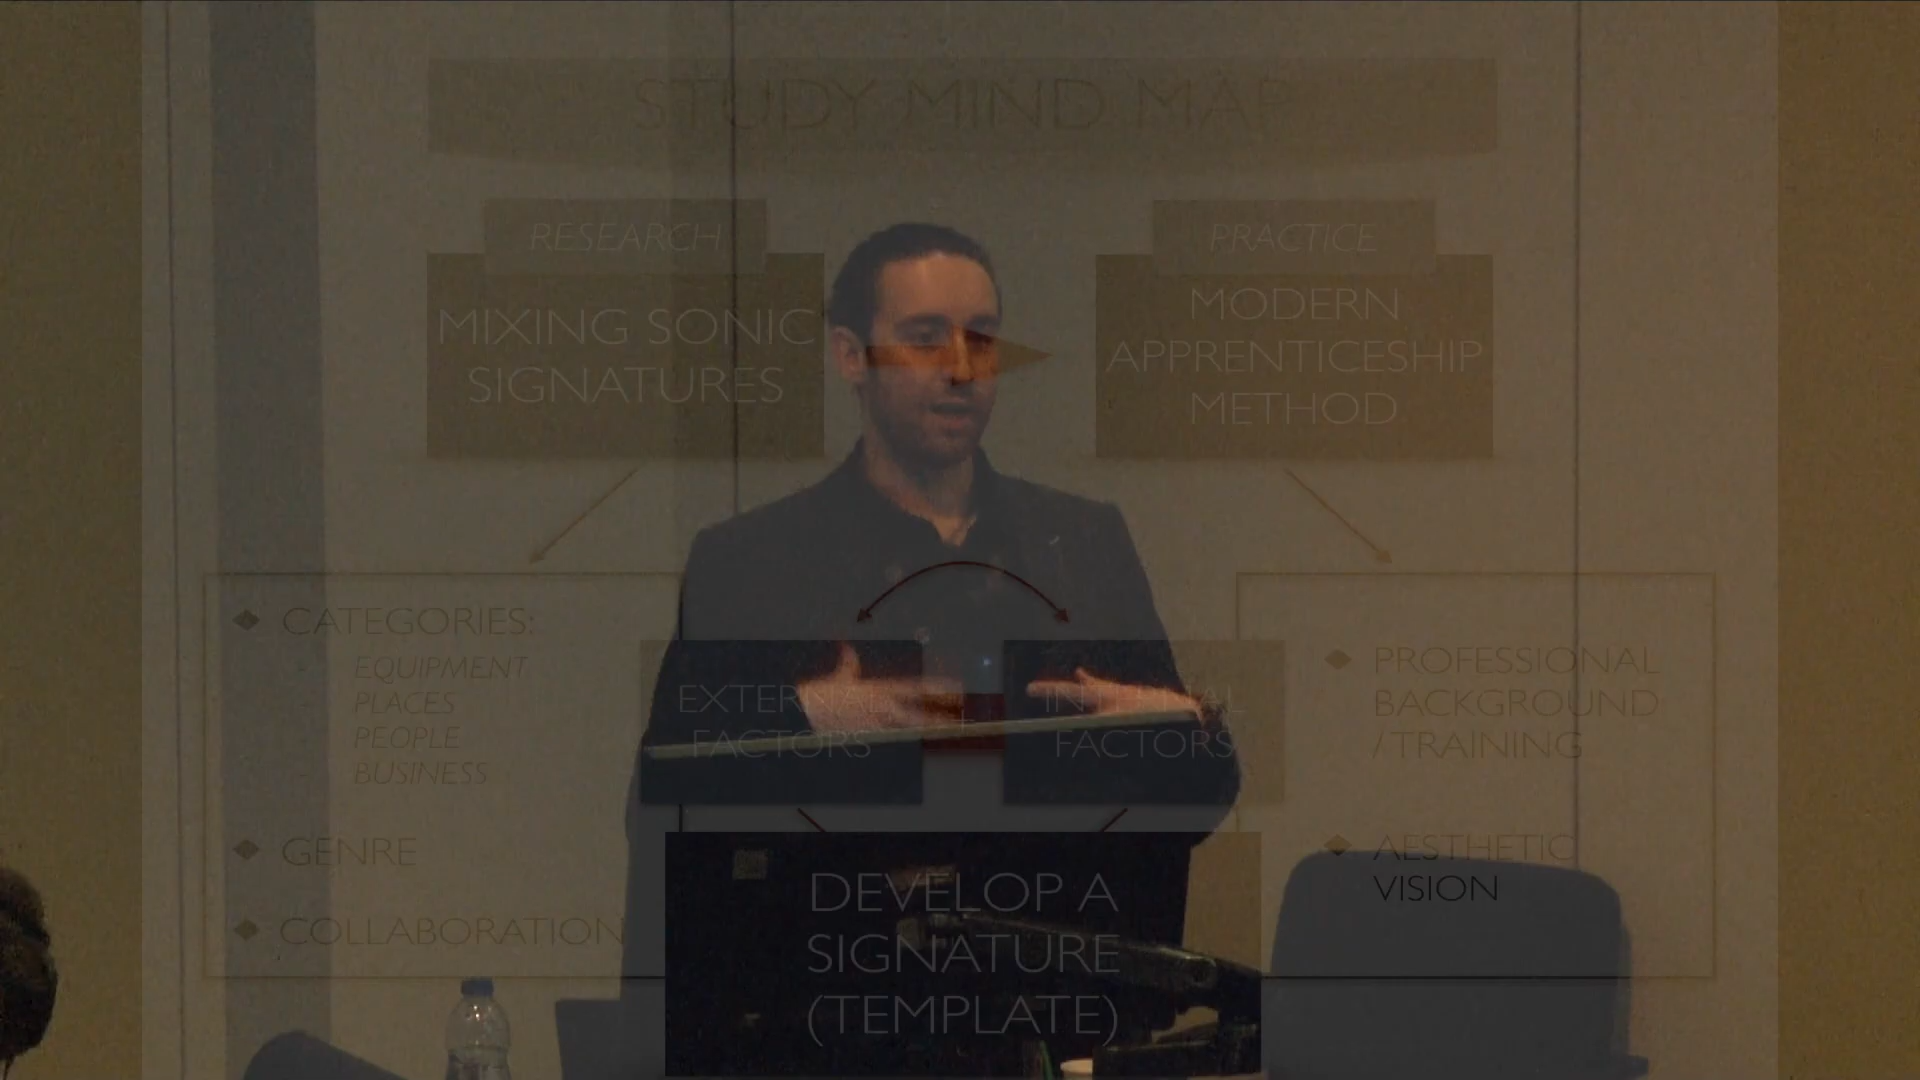 STUDY MIND MAP
RESEARCH
MIXING SONIC
SIGNATURES
PRACTICE
MODERN
APPRENTICESHIP
METHOD
CATEGORIES:
- EQUIPMENT
- PLACES
- PEOPLE
- BUSINESS
GENRE
COLLABORATION
EXTERNAL
FACTORS
+
INTERNAL
FACTORS
PROFESSIONAL
BACKGROUND
/ TRAINING
AESTHETIC
VISION
DEVELOP A
SIGNATURE
(TEMPLATE)